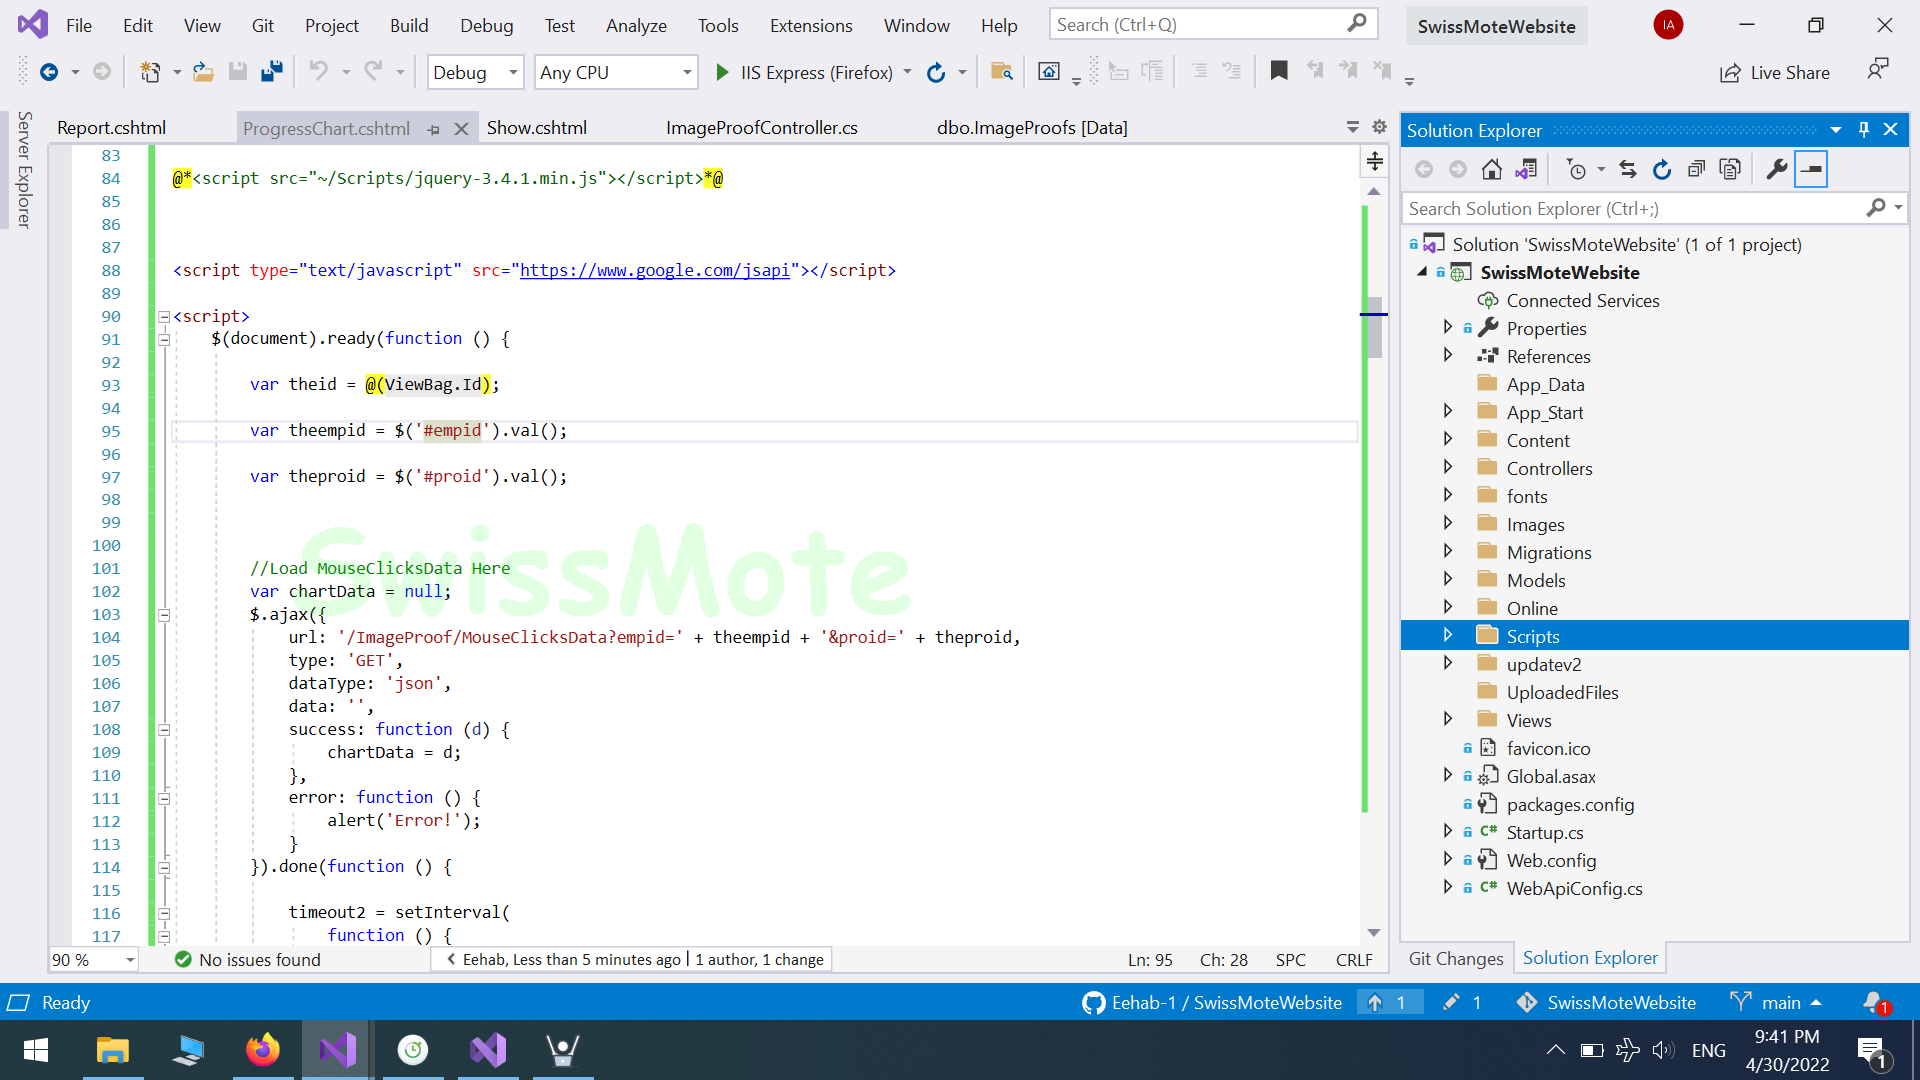 File Edit View Git Project Build Debug Test Analyze Tools Extensions Window Help Search (Ctrl+Q) SwissMoteWebsite IA
Debug Any CPU IIS Express (Firefox) Live Share
Server Explorer
Report.cshtml ProgressChart.cshtml Show.cshtml ImageProofController.cs dbo.ImageProofs [Data]
83
84 @*<script src="~/Scripts/jquery-3.4.1.min.js"></script>*@
85
86
87
88 <script type="text/javascript" src="https://www.google.com/jsapi"></script>
89
90 <script>
91 $(document).ready(function () {
92
93 var theid = @(ViewBag.Id);
94
95 var theempid = $('#empid').val();
96
97 var theproid = $('#proid').val();
98
99
100
SwissMote
101 //Load MouseClicksData Here
102 var chartData = null;
103 $.ajax({
104 url: '/ImageProof/MouseClicksData?empid=' + theempid + '&proid=' + theproid,
105 type: 'GET',
106 dataType: 'json',
107 data: '',
108 success: function (d) {
109 chartData = d;
110 },
111 error: function () {
112 alert('Error!');
113 }
114 }).done(function () {
115
116 timeout2 = setInterval(
117 function () {
90 % No issues found Eehab, Less than 5 minutes ago | 1 author, 1 change Ln: 95 Ch: 28 SPC CRLF
Solution Explorer
Search Solution Explorer (Ctrl+;)
Solution 'SwissMoteWebsite' (1 of 1 project)
SwissMoteWebsite
Connected Services
Properties
References
App_Data
App_Start
Content
Controllers
fonts
Images
Migrations
Models
Online
Scripts
updatev2
UploadedFiles
Views
favicon.ico
Global.asax
packages.config
C# Startup.cs
Web.config
C# WebApiConfig.cs
Git Changes Solution Explorer
Ready Eehab-1 / SwissMoteWebsite 1 1 SwissMoteWebsite main 1
ENG 9:41 PM
4/30/2022
1